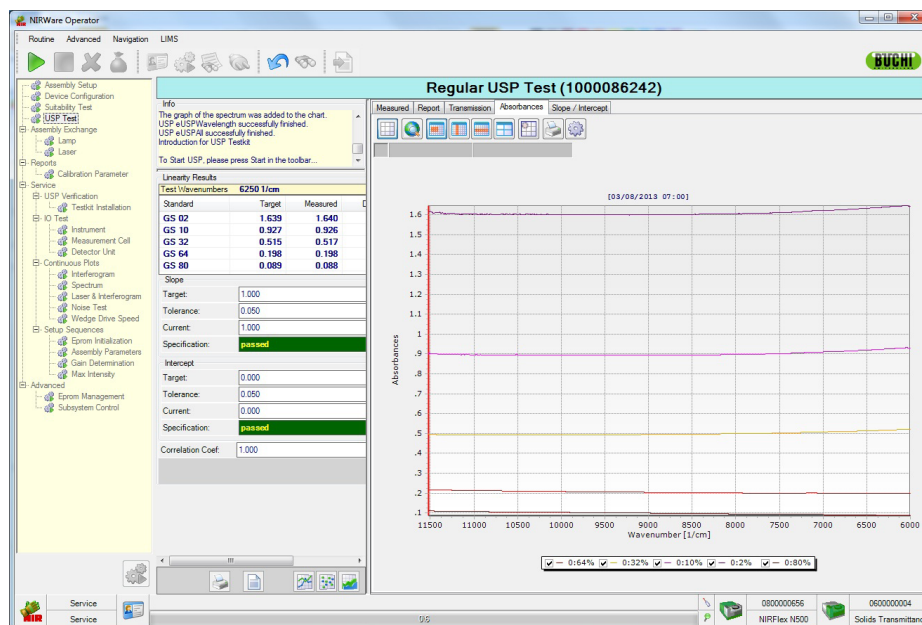 NIRWare Operator
Routine Advanced Navigation LIMS
BÜCHI
Regular USP Test (1000086242)
Assembly Setup
Device Configuration
Suitability Test
USP Test
Assembly Exchange
Lamp
Laser
Reports
Calibration Parameter
Service
USP Verification
Testkit Installation
IO Test
Instrument
Measurement Cell
Detector Unit
Continuous Plots
Interferogram
Spectrum
Laser & Interferogram
Noise Test
Wedge Drive Speed
Setup Sequences
Eprom Initialization
Assembly Parameters
Gain Determination
Max Intensity
Advanced
Eprom Management
Subsystem Control
Info
The graph of the spectrum was added to the chart.
USP eUSPWavelength successfully finished.
USP eUSPAll successfully finished.
Introduction for USP Testkit
To Start USP, please press Start in the toolbar...
Linearity Results
Test Wavenumbers 6250 1/cm
Standard Target Measured D
GS 02 1.639 1.640
GS 10 0.927 0.926
GS 32 0.515 0.517
GS 64 0.198 0.198
GS 80 0.089 0.088
Slope
Target: 1.000
Tolerance: 0.050
Current: 1.000
Specification: passed
Intercept
Target: 0.000
Tolerance: 0.050
Current: 0.000
Specification: passed
Correlation Coef: 1.000
Measured Report Transmission Absorbances Slope / Intercept
[03/08/2013 07:00]
Absorbances
1.6
1.5
1.4
1.3
1.2
1.1
1
.9
.8
.7
.6
.5
.4
.3
.2
.1
11500 11000 10500 10000 9500 9000 8500 8000 7500 7000 6500 6000
Wavenumber [1/cm]
0:64% 0:32% 0:10% 0:2% 0:80%
NIR
Service
Service
0/6
0800000656
NIRFlex N500
0600000004
Solids Transmittan